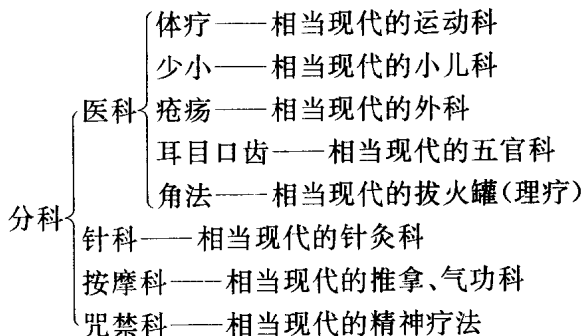 体疗——相当现代的运动科
少小——相当现代的小儿科
医科 疮疡——相当现代的外科
耳目口齿——相当现代的五官科
角法——相当现代的拔火罐(理疗)
分科
针科——相当现代的针灸科
按摩科——相当现代的推拿、气功科
咒禁科——相当现代的精神疗法